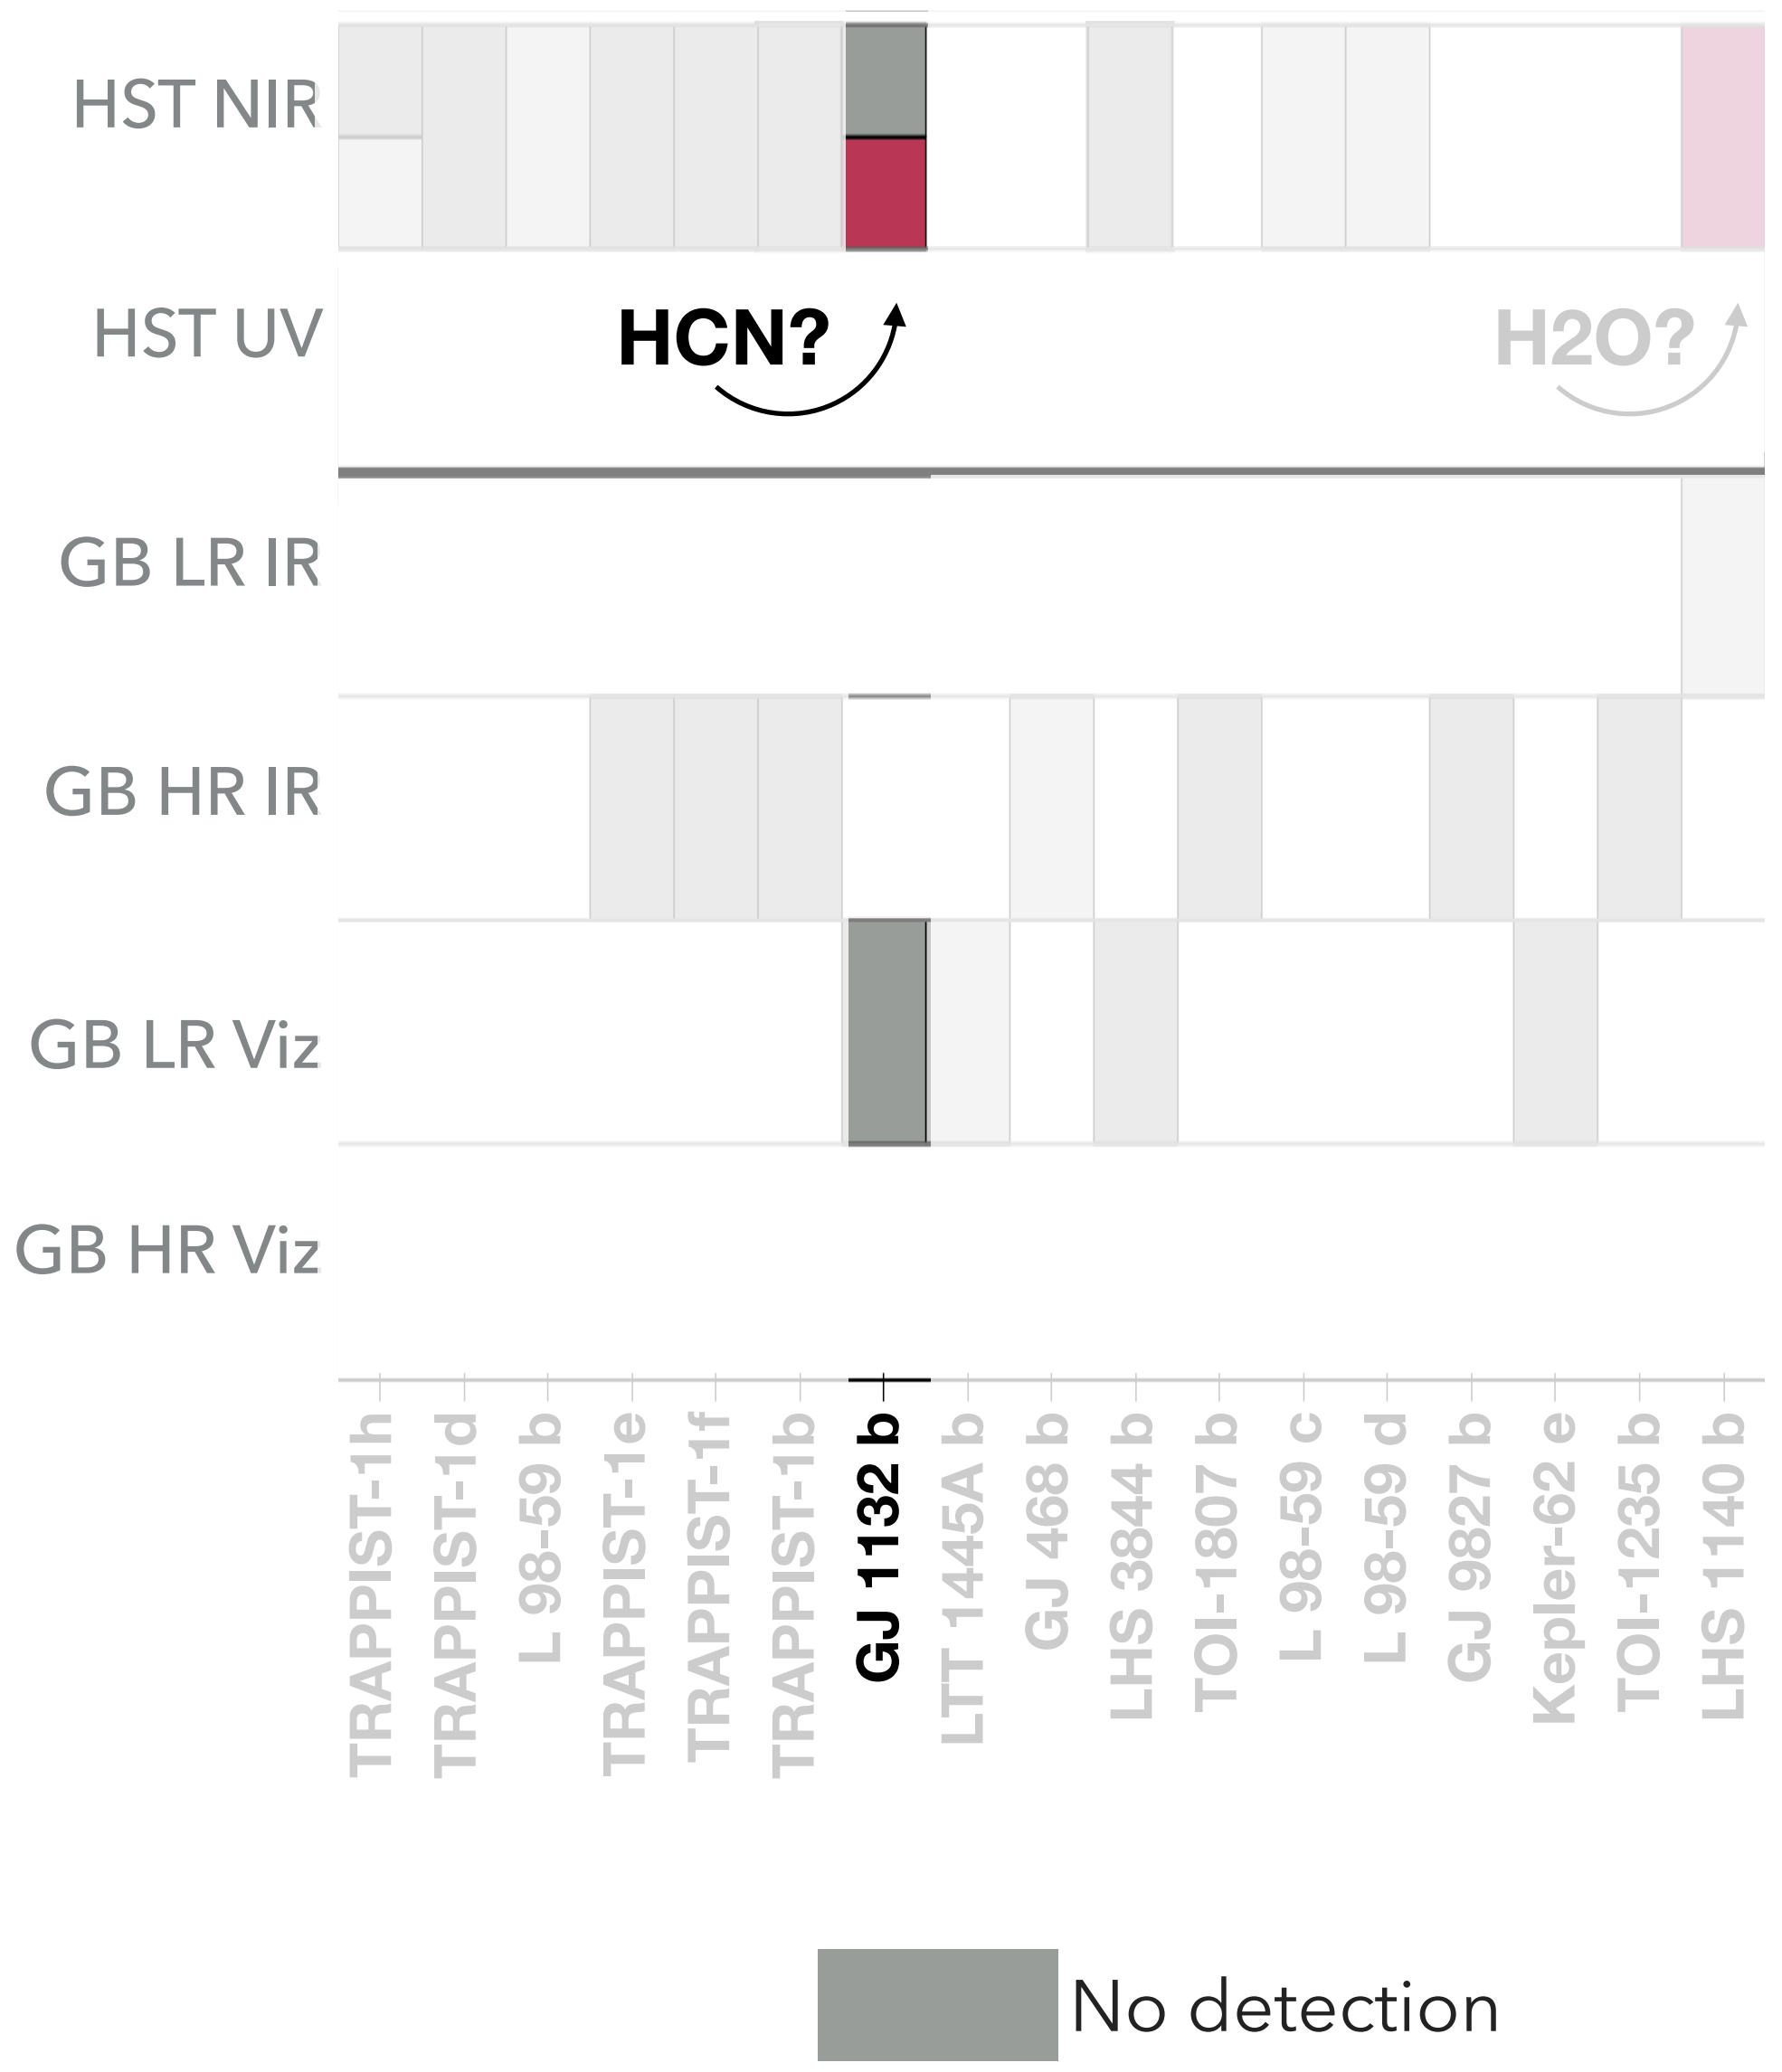 HST NIR
HST UV
HCN?
H2O?
GB LR IR
GB HR IR
GB LR Viz
GB HR Viz
TRAPPIST-1h
TRAPPIST-1d
L 98-59 b
TRAPPIST-1e
TRAPPIST-1f
TRAPPIST-1b
GJ 1132 b
LTT 1445A b
GJ 468 b
LHS 3844 b
TOI-1807 b
L 98-59 c
L 98-59 d
GJ 9827 b
Kepler-62 e
TOI-1235 b
LHS 1140 b
No detection